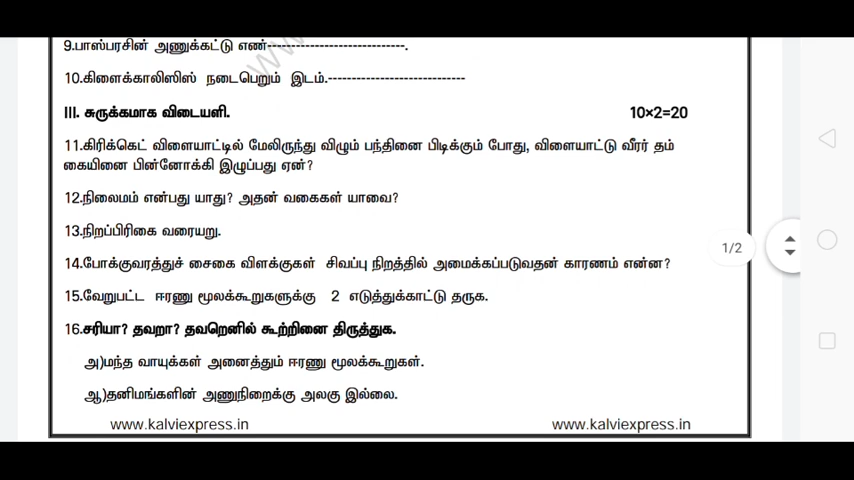 9.பாஸ்பரசின் அணுக்கட்டு எண்-----------------------------.
10.கிளைக்காலிஸிஸ் நடைபெறும் இடம்.-----------------------------
III. சுருக்கமாக விடையளி. 10×2=20
11.கிரிக்கெட் விளையாட்டில் மேலிருந்து விழும் பந்தினை பிடிக்கும் போது, விளையாட்டு வீரர் தம்
கையினை பின்னோக்கி இழுப்பது ஏன்?
12.நிலைமம் என்பது யாது? அதன் வகைகள் யாவை?
13.நிறப்பிரிகை வரையறு.
14.போக்குவரத்துச் சைகை விளக்குகள் சிவப்பு நிறத்தில் அமைக்கப்படுவதன் காரணம் என்ன?
1/2
15.வேறுபட்ட ஈரணு மூலக்கூறுகளுக்கு 2 எடுத்துக்காட்டு தருக.
16.சரியா? தவறா? தவறெனில் கூற்றினை திருத்துக.
அ)மந்த வாயுக்கள் அனைத்தும் ஈரணு மூலக்கூறுகள்.
ஆ)தனிமங்களின் அணுநிறைக்கு அலகு இல்லை.
www.kalviexpress.in www.kalviexpress.in